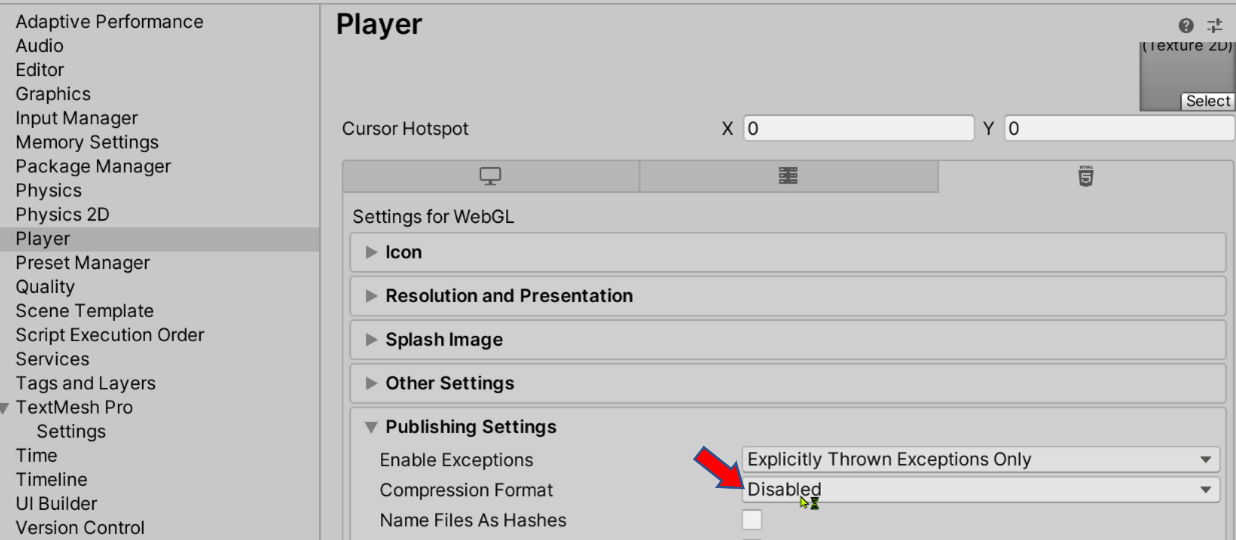 Adaptive Performance
Audio
Editor
Graphics
Input Manager
Memory Settings
Package Manager
Physics
Physics 2D
Player
Preset Manager
Quality
Scene Template
Script Execution Order
Services
Tags and Layers
TextMesh Pro
Settings
Time
Timeline
UI Builder
Version Control
Player
(Texture 2D)
Select
Cursor Hotspot X 0 Y 0
HTML 5
Settings for WebGL
Icon
Resolution and Presentation
Splash Image
Other Settings
Publishing Settings
Enable Exceptions Explicitly Thrown Exceptions Only
Compression Format Disabled
Name Files As Hashes